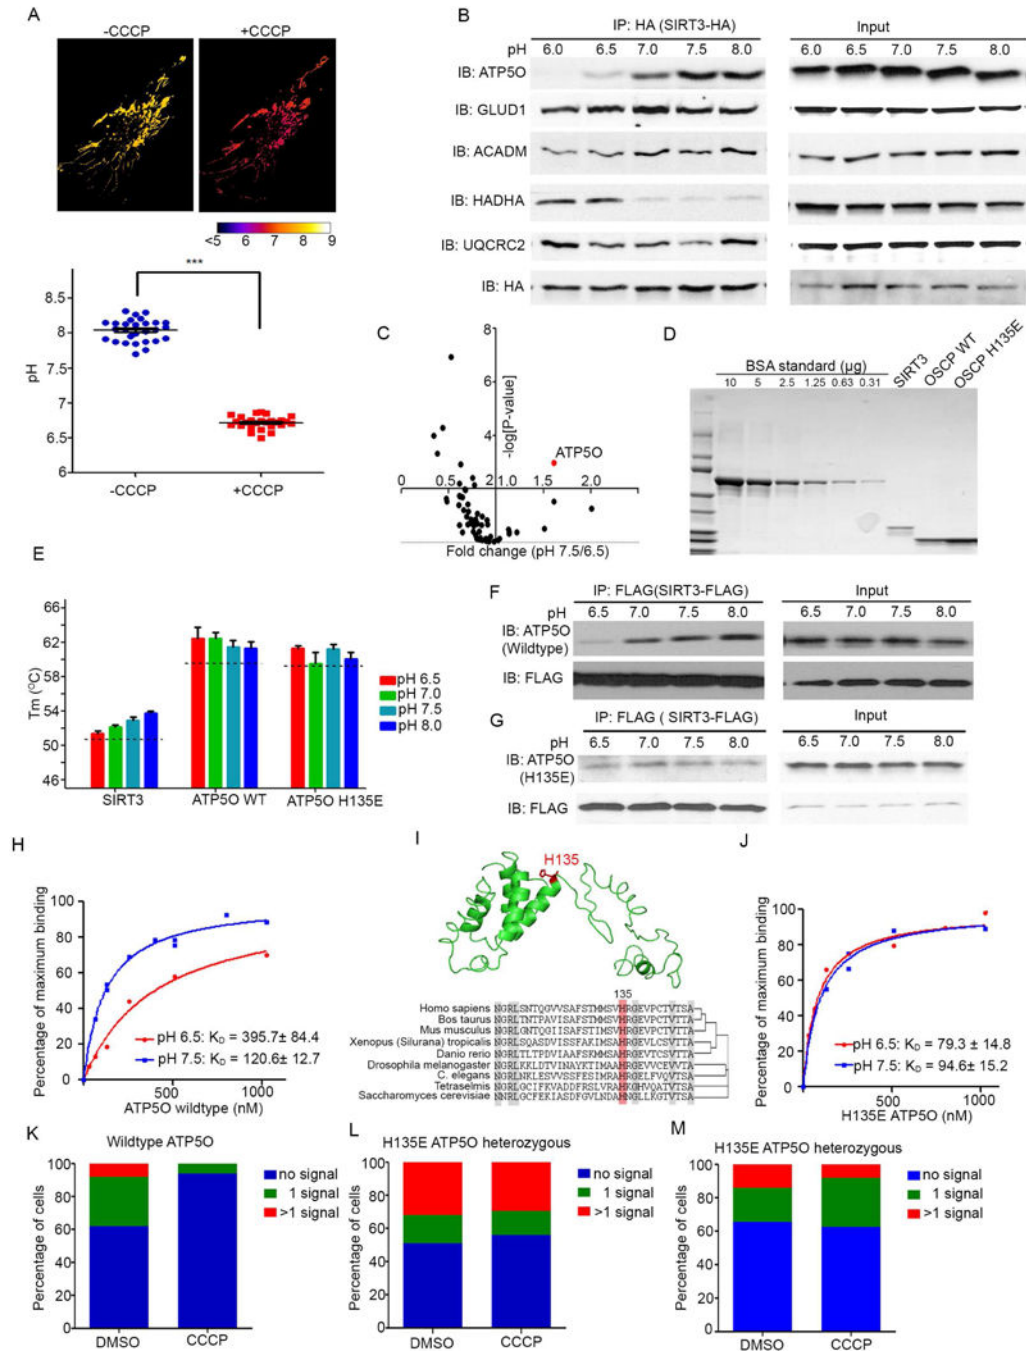 A
-CCCP
+CCCP
<5 6 7 8 9
***
pH
8
7.5
7
6.5
6
-CCCP
+CCCP
B
IP: HA (SIRT3-HA)
Input
pH 6.0 6.5 7.0 7.5 8.0
6.0 6.5 7.0 7.5 8.0
IB: ATP5O
IB: GLUD1
IB: ACADM
IB: HADHA
IB: UQCRC2
IB: HA
C
8
-log[P-value]
4
ATP5O
0 0.5 1.0 1.5 2.0
2
Fold change (pH 7.5/6.5)
D
BSA standard (µg)
10 5 2.5 1.25 0.63 0.31
SIRT3
OSCP WT
OSCP H135E
E
Tm (°C)
66
62
58
54
50
46
SIRT3
ATP5O WT
ATP5O H135E
pH 6.5
pH 7.0
pH 7.5
pH 8.0
F
IP: FLAG(SIRT3-FLAG)
Input
pH 6.5 7.0 7.5 8.0
6.5 7.0 7.5 8.0
IB: ATP5O
(Wildtype)
IB: FLAG
G
IP: FLAG ( SIRT3-FLAG)
Input
pH 6.5 7.0 7.5 8.0
6.5 7.0 7.5 8.0
IB: ATP5O
(H135E)
IB: FLAG
H
Percentage of maximum binding
100
80
60
40
20
0
pH 6.5: KD = 395.7± 84.4
pH 7.5: KD = 120.6± 12.7
500 1000
ATP5O wildtype (nM)
I
H135
135
Homo sapiens NGRLSNTQGVVSAFSTMMSVHRGEVPCTVTSA
Bos taurus
Mus musculus
Xenopus (Silurana) tropicalis
Danio rerio
Drosophila melanogaster
C. elegans
Tetraselmis
Saccharomyces cerevisiae
J
Percentage of maximum binding
100
80
60
40
20
0
pH 6.5: KD = 79.3 ± 14.8
pH 7.5: KD = 94.6± 15.2
500 1000
H135E ATP5O (nM)
K
Wildtype ATP5O
Percentage of cells
100
80
60
40
20
0
DMSO
CCCP
no signal
1 signal
>1 signal
L
H135E ATP5O heterozygous
Percentage of cells
100
80
60
40
20
0
DMSO
CCCP
no signal
1 signal
>1 signal
M
H135E ATP5O heterozygous
Percentage of cells
100
80
60
40
20
0
DMSO
CCCP
no signal
1 signal
>1 signal